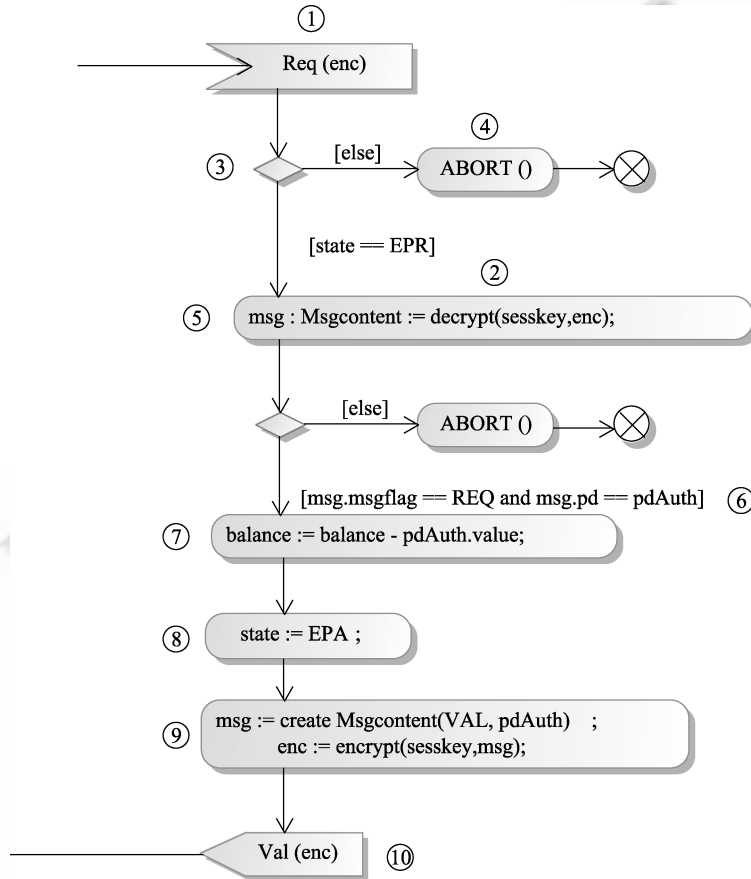 ①
Req (enc)
③
[else]
④
ABORT ()
[state == EPR]
②
⑤
msg : Msgcontent := decrypt(sesskey,enc);
[else]
ABORT ()
[msg.msgflag == REQ and msg.pd == pdAuth]
⑥
⑦
balance := balance - pdAuth.value;
⑧
state := EPA ;
⑨
msg := create Msgcontent(VAL, pdAuth) ;
enc := encrypt(sesskey,msg);
Val (enc)
⑩